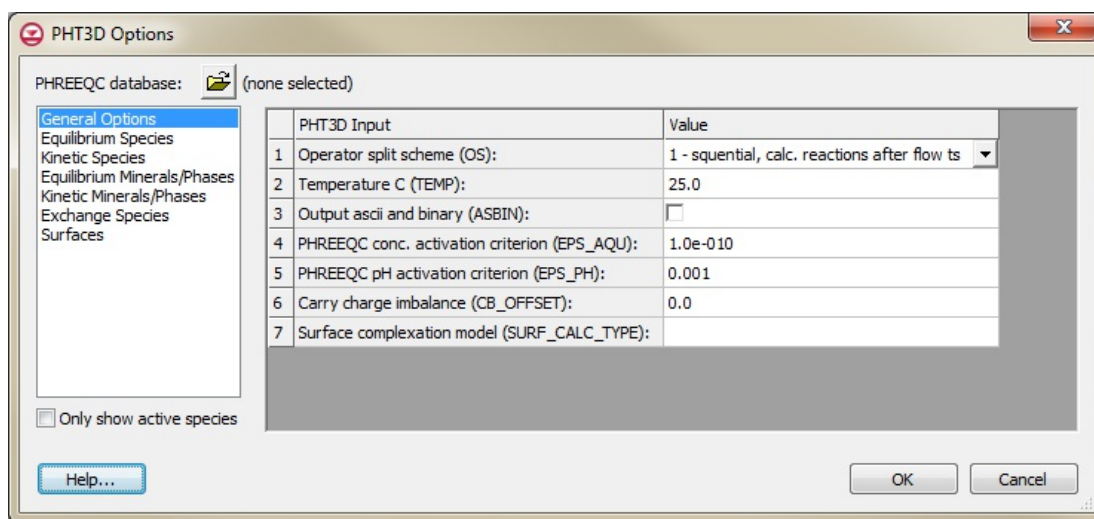 PHT3D Options
x
PHREEQC database: (none selected)
General Options
Equilibrium Species
Kinetic Species
Equilibrium Minerals/Phases
Kinetic Minerals/Phases
Exchange Species
Surfaces
PHT3D Input Value
1 Operator split scheme (OS): 1 - squential, calc. reactions after flow ts
2 Temperature C (TEMP): 25.0
3 Output ascii and binary (ASBIN):
4 PHREEQC conc. activation criterion (EPS_AQU): 1.0e-010
5 PHREEQC pH activation criterion (EPS_PH): 0.001
6 Carry charge imbalance (CB_OFFSET): 0.0
7 Surface complexation model (SURF_CALC_TYPE):
Only show active species
Help... OK Cancel